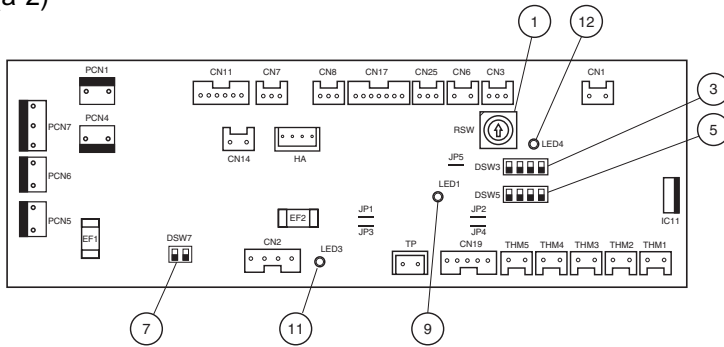 a-2)
1 12
PCN1 CN11 CN7 CN8 CN17 CN25 CN6 CN3 CN1
3
PCN7 PCN4 CN14 HA RSW LED4
5
JP5 DSW3
PCN6 LED1 DSW5 IC11
PCN5 EF1 EF2 JP1 JP2
DSW7 JP3 JP4
CN2 LED3 TP CN19 THM5 THM4 THM3 THM2 THM1
7 11 9